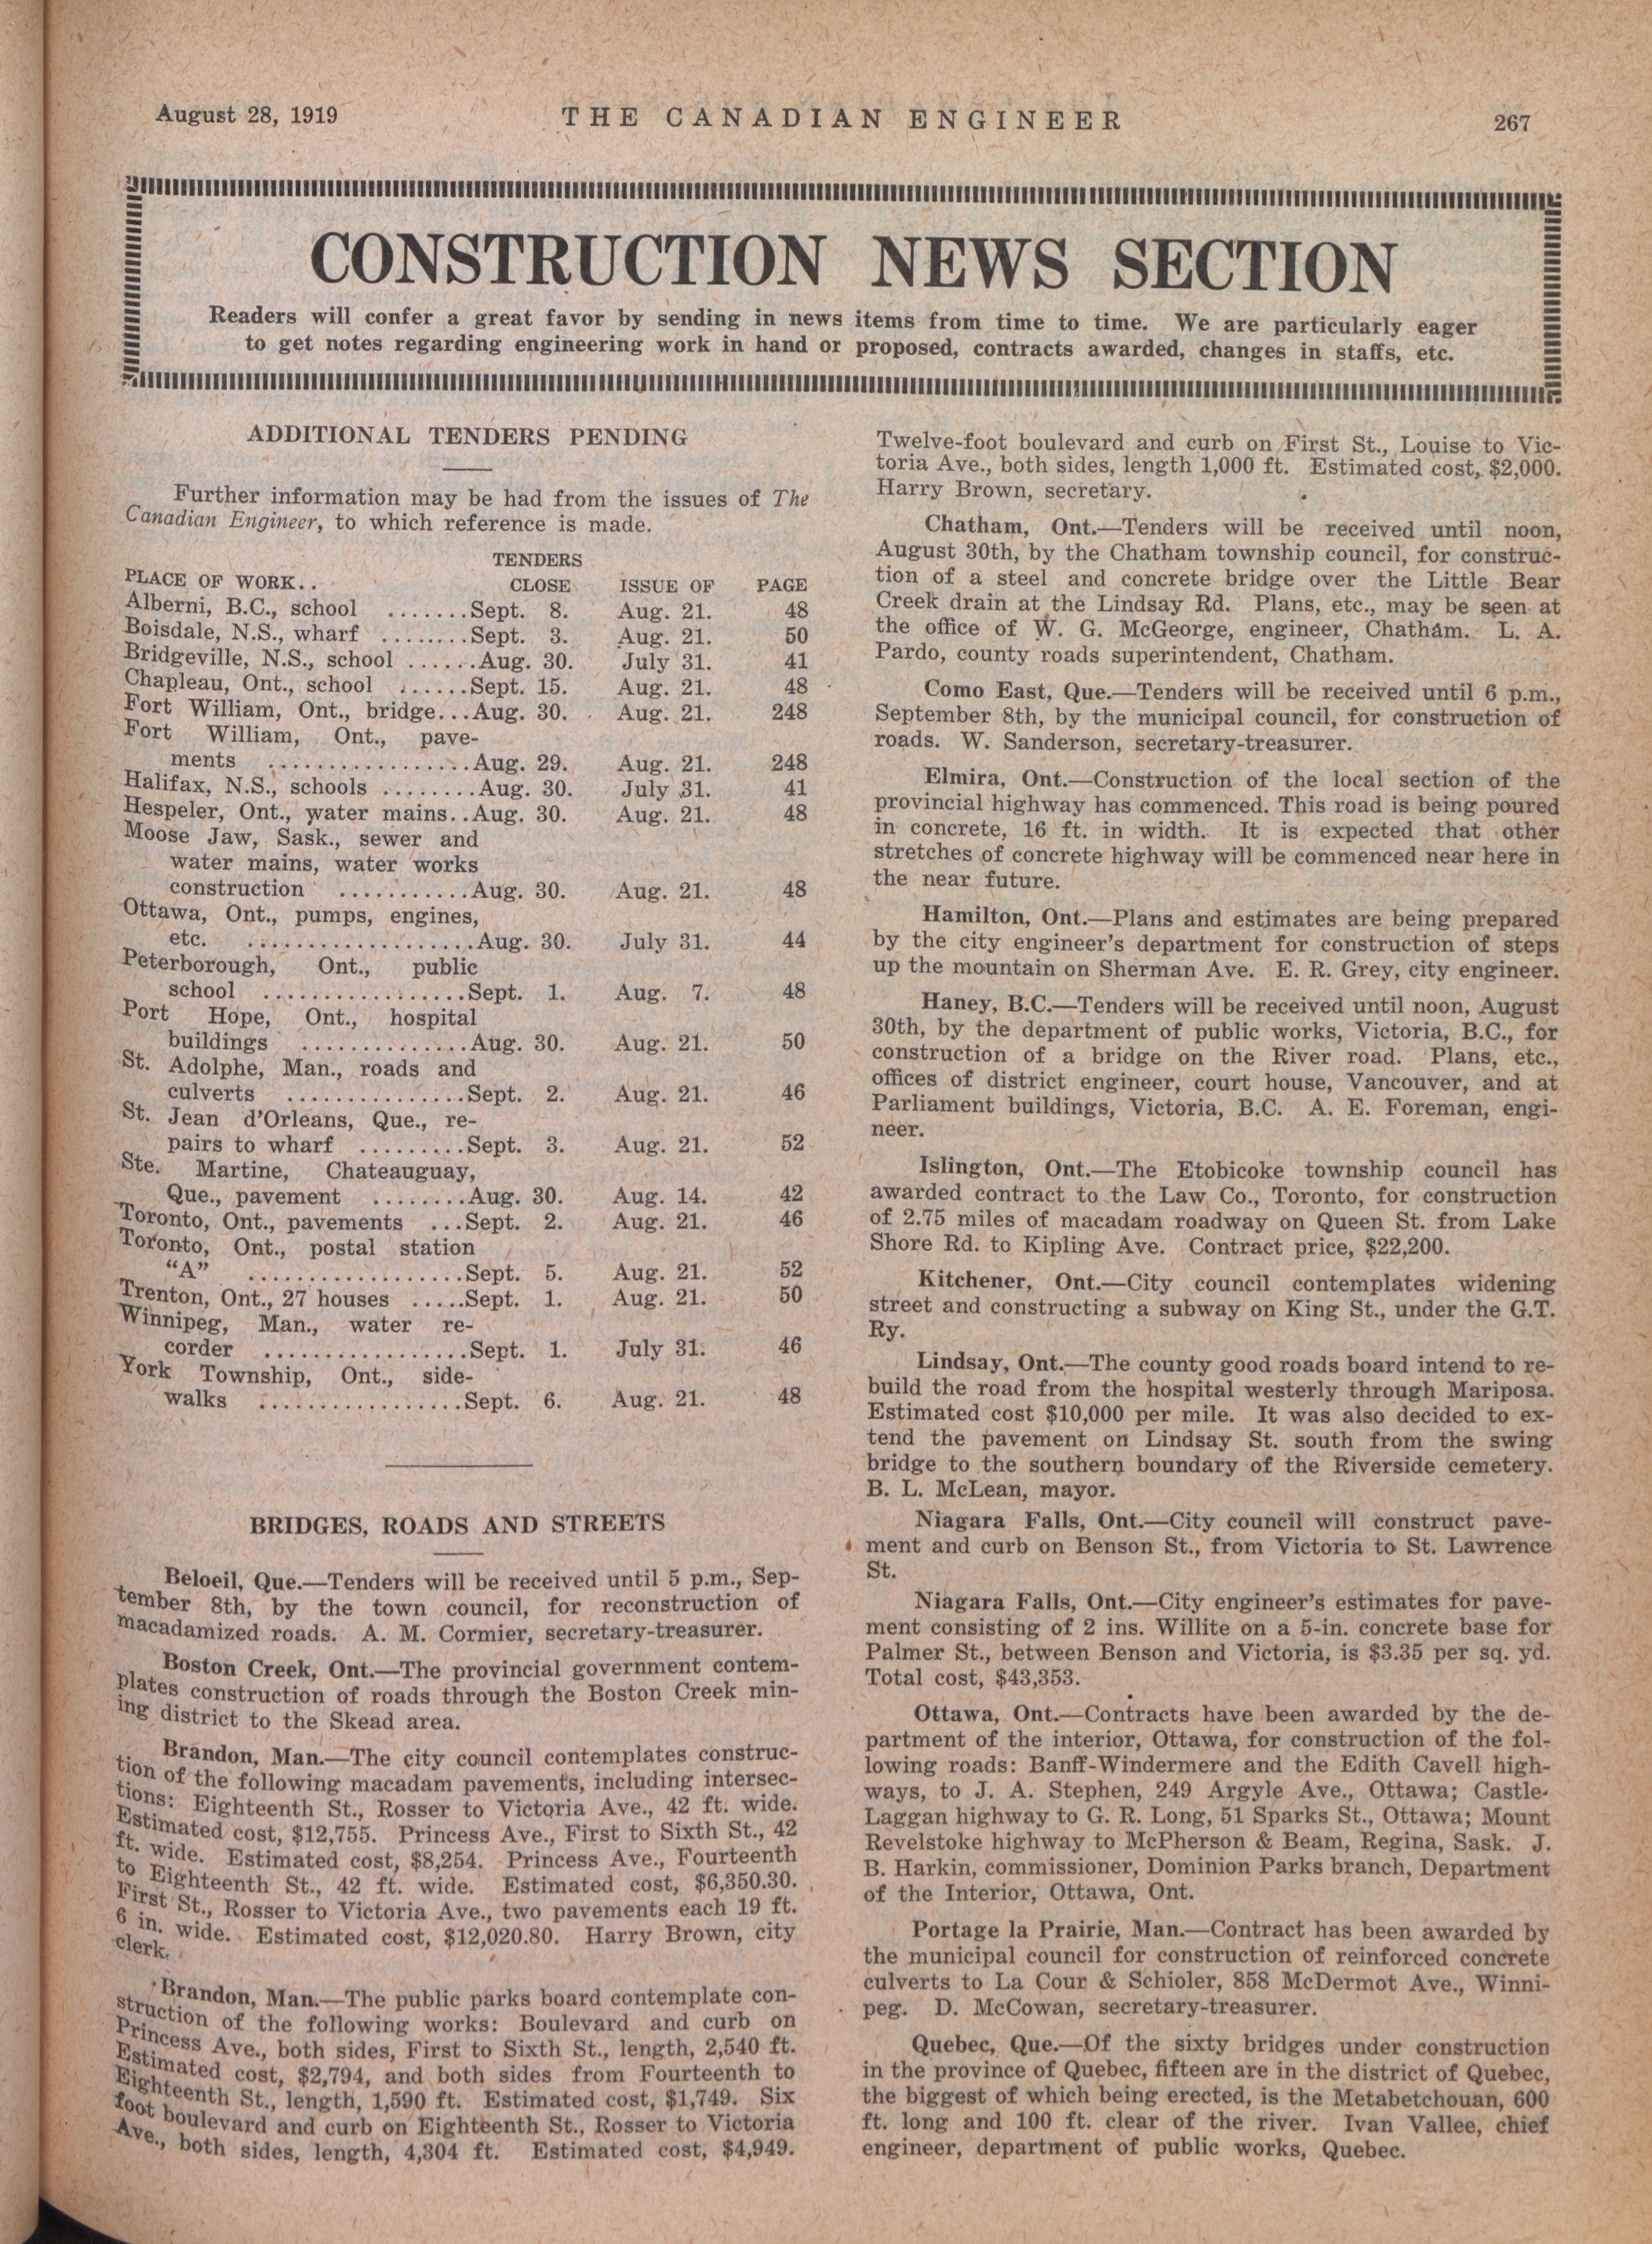 August 28, 1919
THE CANADIAN ENGINEER
267
CONSTRUCTION NEWS SECTION
Readers will confer a great favor by sending in news items from time to time. We are particularly eager
to get notes regarding engineering work in hand or proposed, contracts awarded, changes in staffs, etc.
ADDITIONAL TENDERS PENDING
Further information may be had from the issues of The
Canadian Engineer, to which reference is made.
TENDERS
PLACE OF WORK.. CLOSE ISSUE OF PAGE
Alberni, B.C., school .......Sept. 8. Aug. 21. 48
Boisdale, N.S., wharf ........Sept. 3. Aug. 21. 50
Bridgeville, N.S., school ......Aug. 30. July 31. 41
Chapleau, Ont., school ......Sept. 15. Aug. 21. 48
Fort William, Ont., bridge...Aug. 30. Aug. 21. 248
Fort William, Ont., pave-
ments .................Aug. 29. Aug. 21. 248
Halifax, N.S., schools ........Aug. 30. July 31. 41
Hespeler, Ont., water mains..Aug. 30. Aug. 21. 48
Moose Jaw, Sask., sewer and
water mains, water works
construction ...........Aug. 30. Aug. 21. 48
Ottawa, Ont., pumps, engines,
etc. ...................Aug. 30. July 31. 44
Peterborough, Ont., public
school .................Sept. 1. Aug. 7. 48
Port Hope, Ont., hospital
buildings ..............Aug. 30. Aug. 21. 50
St. Adolphe, Man., roads and
culverts ...............Sept. 2. Aug. 21. 46
St. Jean d'Orleans, Que., re-
pairs to wharf .........Sept. 3. Aug. 21. 52
Ste. Martine, Chateauguay,
Que., pavement ........Aug. 30. Aug. 14. 42
Toronto, Ont., pavements ...Sept. 2. Aug. 21. 46
Toronto, Ont., postal station
"A" ..................Sept. 5. Aug. 21. 52
Trenton, Ont., 27 houses .....Sept. 1. Aug. 21. 50
Winnipeg, Man., water re-
corder .................Sept. 1. July 31. 46
York Township, Ont., side-
walks .................Sept. 6. Aug. 21. 48
BRIDGES, ROADS AND STREETS
Beloeil, Que.—Tenders will be received until 5 p.m., Sep-
tember 8th, by the town council, for reconstruction of
macadamized roads. A. M. Cormier, secretary-treasurer.
Boston Creek, Ont.—The provincial government contem-
plates construction of roads through the Boston Creek min-
ing district to the Skead area.
Brandon, Man.—The city council contemplates construc-
tion of the following macadam pavements, including intersec-
tions: Eighteenth St., Rosser to Victoria Ave., 42 ft. wide.
Estimated cost, $12,755. Princess Ave., First to Sixth St., 42
ft. wide. Estimated cost, $8,254. Princess Ave., Fourteenth
to Eighteenth St., 42 ft. wide. Estimated cost, $6,350.30.
First St., Rosser to Victoria Ave., two pavements each 19 ft.
6 in. wide. Estimated cost, $12,020.80. Harry Brown, city
clerk.
Brandon, Man.—The public parks board contemplate con-
struction of the following works: Boulevard and curb on
Princess Ave., both sides, First to Sixth St., length, 2,540 ft.
Estimated cost, $2,794, and both sides from Fourteenth to
Eighteenth St., length, 1,590 ft. Estimated cost, $1,749. Six
foot boulevard and curb on Eighteenth St., Rosser to Victoria
Ave., both sides, length, 4,304 ft. Estimated cost, $4,949.
Twelve-foot boulevard and curb on First St., Louise to Vic-
toria Ave., both sides, length 1,000 ft. Estimated cost, $2,000.
Harry Brown, secretary.
Chatham, Ont.—Tenders will be received until noon,
August 30th, by the Chatham township council, for construc-
tion of a steel and concrete bridge over the Little Bear
Creek drain at the Lindsay Rd. Plans, etc., may be seen at
the office of W. G. McGeorge, engineer, Chatham. L. A.
Pardo, county roads superintendent, Chatham.
Como East, Que.—Tenders will be received until 6 p.m.,
September 8th, by the municipal council, for construction of
roads. W. Sanderson, secretary-treasurer.
Elmira, Ont.—Construction of the local section of the
provincial highway has commenced. This road is being poured
in concrete, 16 ft. in width. It is expected that other
stretches of concrete highway will be commenced near here in
the near future.
Hamilton, Ont.—Plans and estimates are being prepared
by the city engineer's department for construction of steps
up the mountain on Sherman Ave. E. R. Grey, city engineer.
Haney, B.C.—Tenders will be received until noon, August
30th, by the department of public works, Victoria, B.C., for
construction of a bridge on the River road. Plans, etc.,
offices of district engineer, court house, Vancouver, and at
Parliament buildings, Victoria, B.C. A. E. Foreman, engi-
neer.
Islington, Ont.—The Etobicoke township council has
awarded contract to the Law Co., Toronto, for construction
of 2.75 miles of macadam roadway on Queen St. from Lake
Shore Rd. to Kipling Ave. Contract price, $22,200.
Kitchener, Ont.—City council contemplates widening
street and constructing a subway on King St., under the G.T.
Ry.
Lindsay, Ont.—The county good roads board intend to re-
build the road from the hospital westerly through Mariposa.
Estimated cost $10,000 per mile. It was also decided to ex-
tend the pavement on Lindsay St. south from the swing
bridge to the southern boundary of the Riverside cemetery.
B. L. McLean, mayor.
Niagara Falls, Ont.—City council will construct pave-
ment and curb on Benson St., from Victoria to St. Lawrence
St.
Niagara Falls, Ont.—City engineer's estimates for pave-
ment consisting of 2 ins. Willite on a 5-in. concrete base for
Palmer St., between Benson and Victoria, is $3.35 per sq. yd.
Total cost, $43,353.
Ottawa, Ont.—Contracts have been awarded by the de-
partment of the interior, Ottawa, for construction of the fol-
lowing roads: Banff-Windermere and the Edith Cavell high-
ways, to J. A. Stephen, 249 Argyle Ave., Ottawa; Castle-
Laggan highway to G. R. Long, 51 Sparks St., Ottawa; Mount
Revelstoke highway to McPherson & Beam, Regina, Sask. J.
B. Harkin, commissioner, Dominion Parks branch, Department
of the Interior, Ottawa, Ont.
Portage la Prairie, Man.—Contract has been awarded by
the municipal council for construction of reinforced concrete
culverts to La Cour & Schioler, 858 McDermot Ave., Winni-
peg. D. McCowan, secretary-treasurer.
Quebec, Que.—Of the sixty bridges under construction
in the province of Quebec, fifteen are in the district of Quebec,
the biggest of which being erected, is the Metabetchouan, 600
ft. long and 100 ft. clear of the river. Ivan Vallee, chief
engineer, department of public works, Quebec.